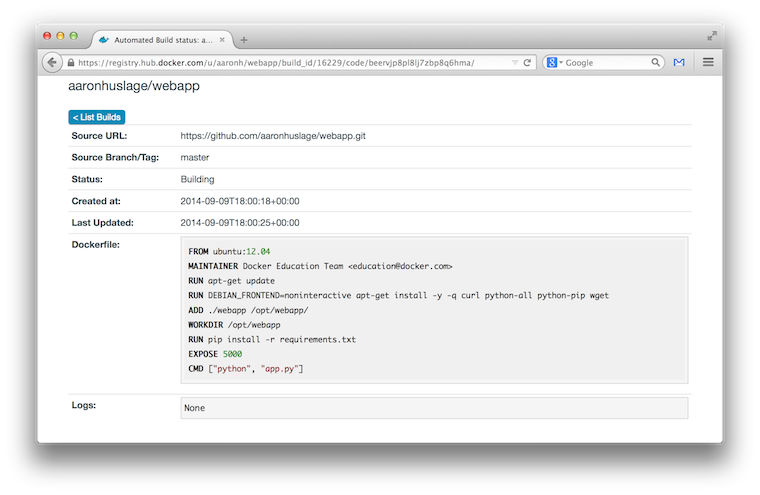 Automated Build status: a...
https://registry.hub.docker.com/u/aaronh/webapp/build_id/16229/code/beervjp8pl8lj7zbp8q6hma/
Google
aaronhuslage/webapp
< List Builds
Source URL: https://github.com/aaronhuslage/webapp.git
Source Branch/Tag: master
Status: Building
Created at: 2014-09-09T18:00:18+00:00
Last Updated: 2014-09-09T18:00:25+00:00
Dockerfile:
FROM ubuntu:12.04
MAINTAINER Docker Education Team <education@docker.com>
RUN apt-get update
RUN DEBIAN_FRONTEND=noninteractive apt-get install -y -q curl python-all python-pip wget
ADD ./webapp /opt/webapp/
WORKDIR /opt/webapp
RUN pip install -r requirements.txt
EXPOSE 5000
CMD ["python", "app.py"]
Logs: None